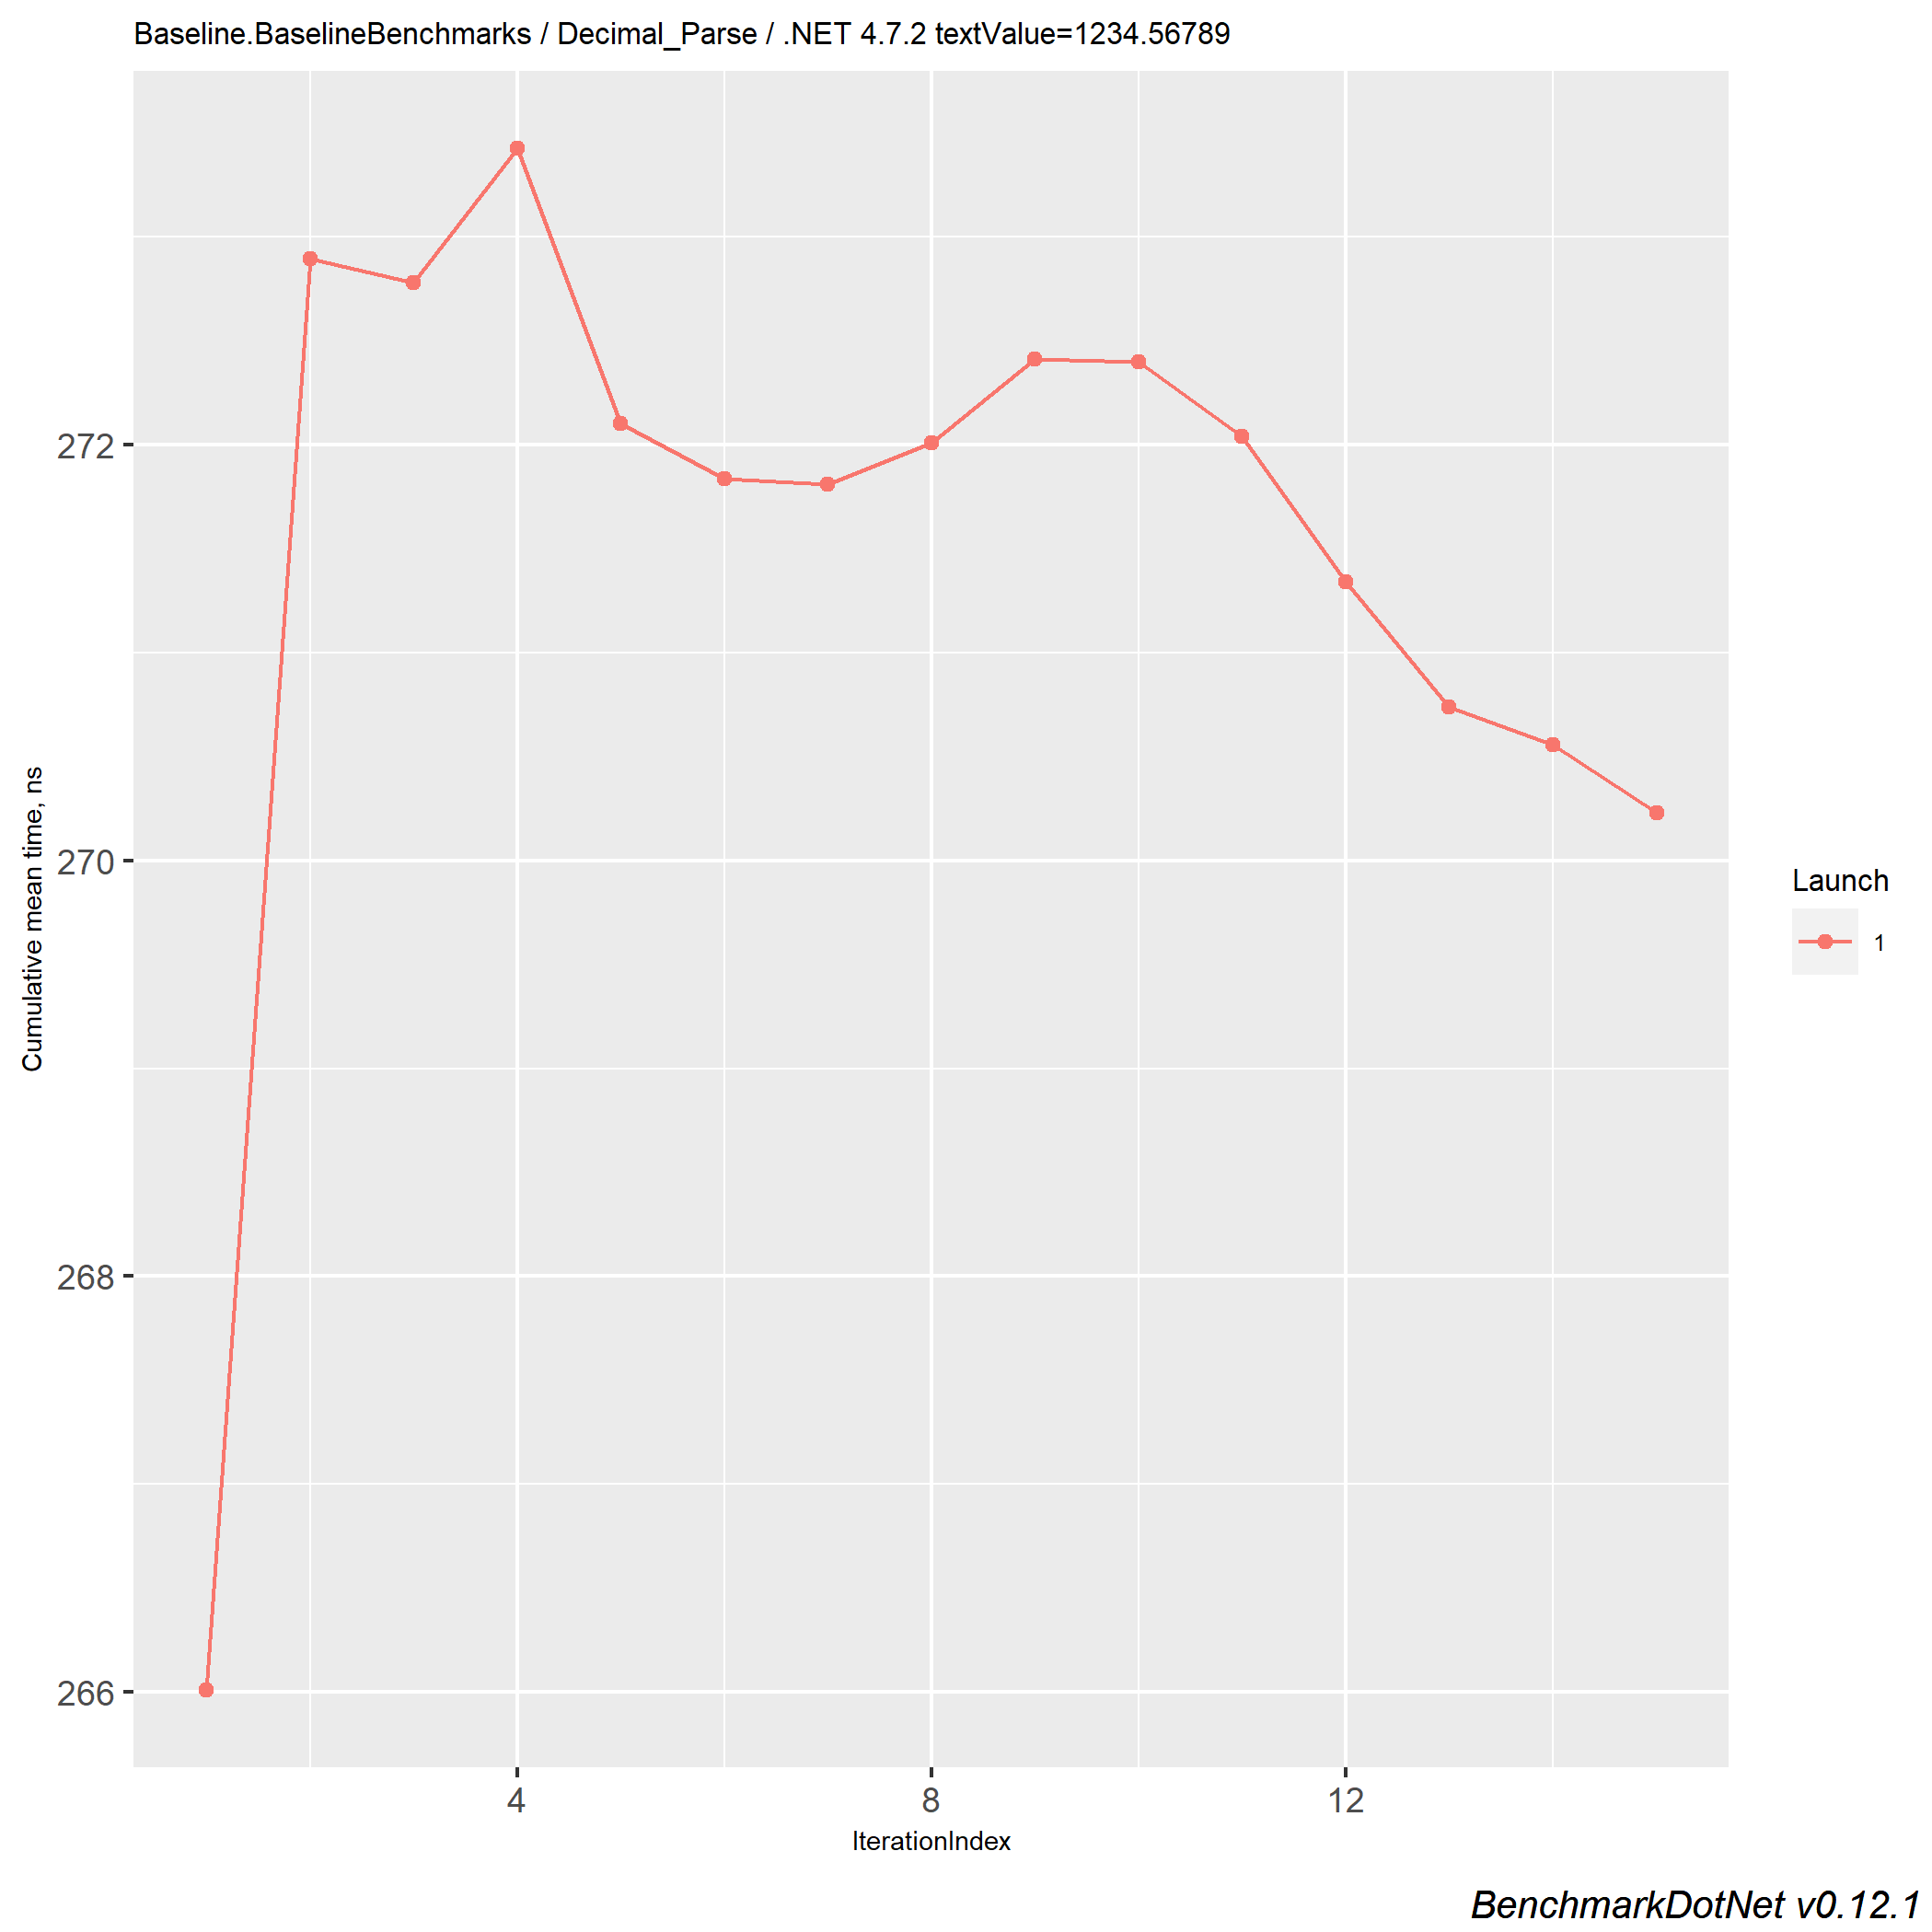 Baseline.BaselineBenchmarks / Decimal_Parse / .NET 4.7.2 textValue=1234.56789
Cumulative mean time, ns
272
270
268
266
4 8 12
IterationIndex
Launch
1
BenchmarkDotNet v0.12.1